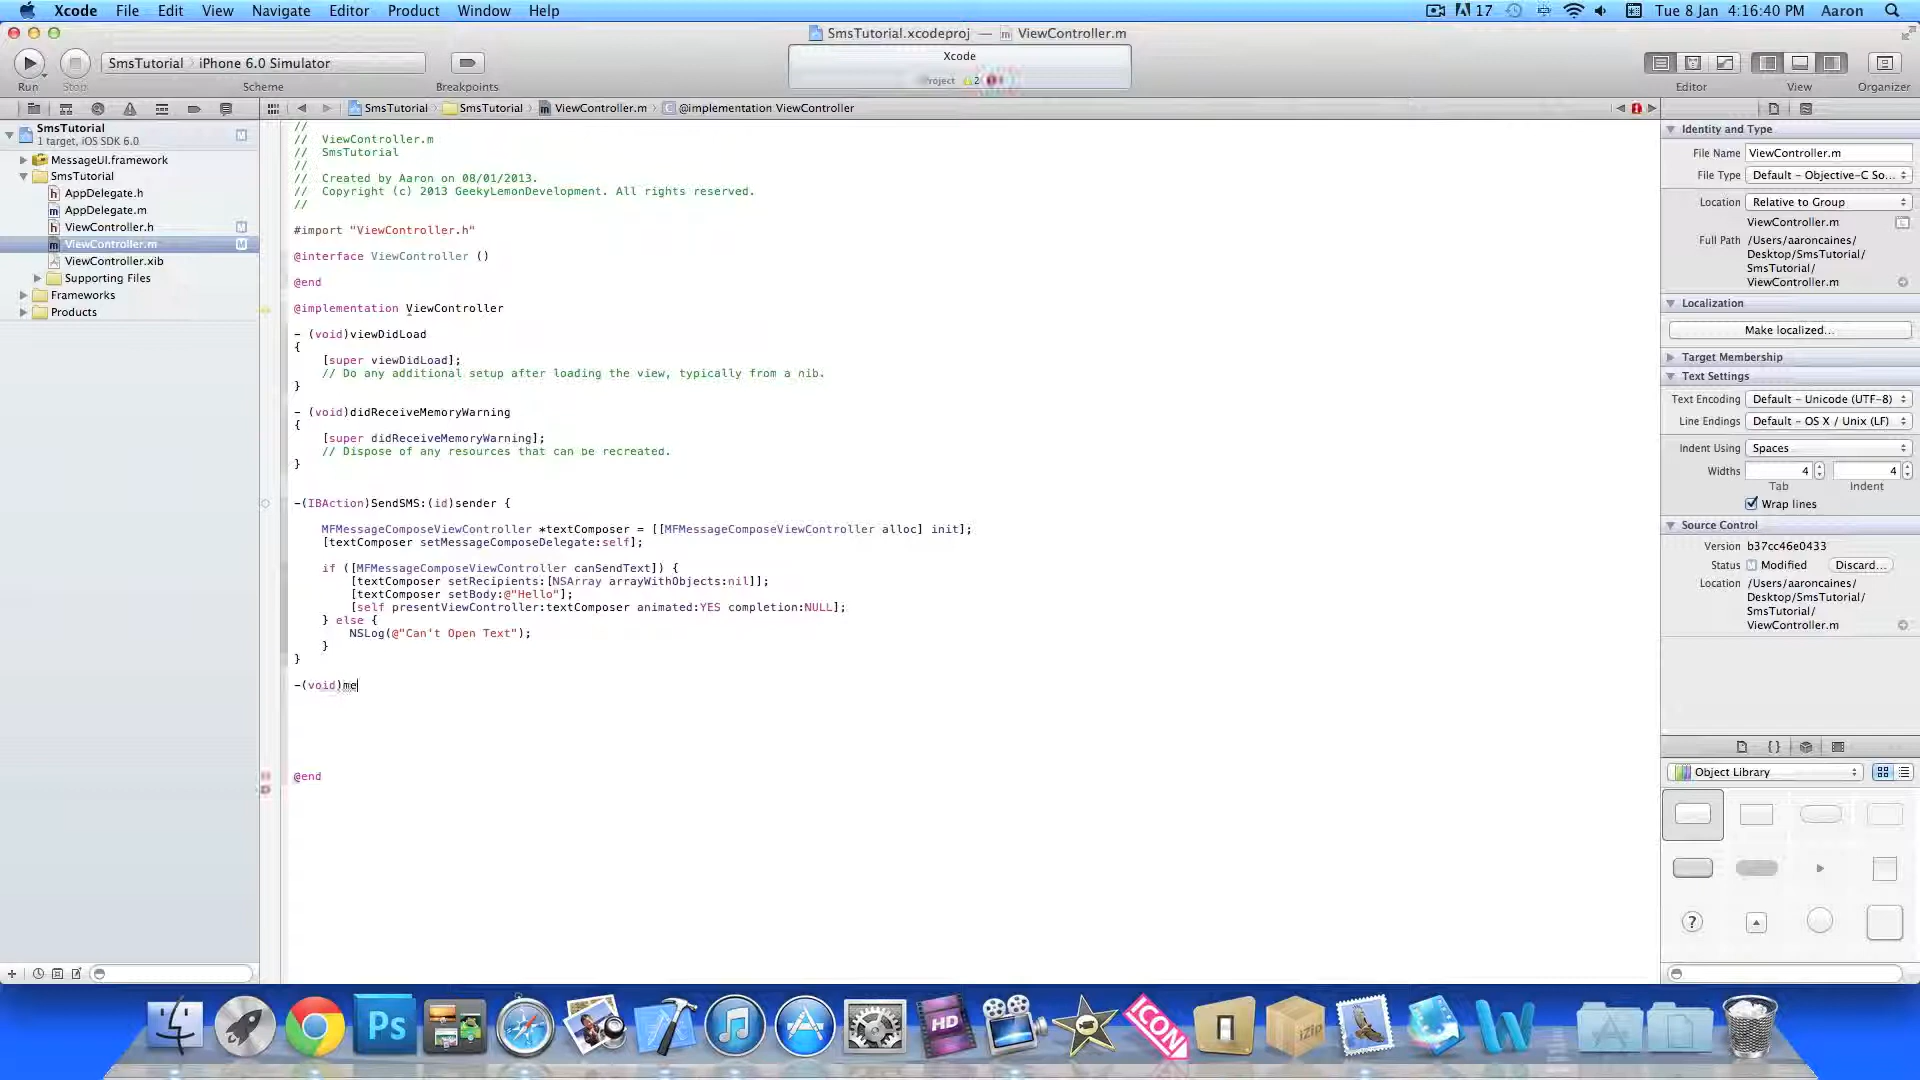 Xcode File Edit View Navigate Editor Product Window Help
17 Tue 8 Jan 4:16:40 PM Aaron
SmsTutorial.xcodeproj — ViewController.m
SmsTutorial iPhone 6.0 Simulator
Xcode
Project 2
Run Stop Scheme Breakpoints Editor View Organizer
SmsTutorial SmsTutorial ViewController.m @implementation ViewController
SmsTutorial
1 target, iOS SDK 6.0
M
MessageUI.framework
SmsTutorial
AppDelegate.h
AppDelegate.m
ViewController.h M
ViewController.m M
ViewController.xib
Supporting Files
Frameworks
Products
//
// ViewController.m
// SmsTutorial
//
// Created by Aaron on 08/01/2013.
// Copyright (c) 2013 GeekyLemonDevelopment. All rights reserved.
//
#import "ViewController.h"
@interface ViewController ()
@end
@implementation ViewController
- (void)viewDidLoad
{
[super viewDidLoad];
// Do any additional setup after loading the view, typically from a nib.
}
- (void)didReceiveMemoryWarning
{
[super didReceiveMemoryWarning];
// Dispose of any resources that can be recreated.
}
-(IBAction)SendSMS:(id)sender {
MFMessageComposeViewController *textComposer = [[MFMessageComposeViewController alloc] init];
[textComposer setMessageComposeDelegate:self];
if ([MFMessageComposeViewController canSendText]) {
[textComposer setRecipients:[NSArray arrayWithObjects:nil]];
[textComposer setBody:@"Hello"];
[self presentViewController:textComposer animated:YES completion:NULL];
} else {
NSLog(@"Can't Open Text");
}
}
-(void)me
@end
Identity and Type
File Name ViewController.m
File Type Default - Objective-C So...
Location Relative to Group
ViewController.m
Full Path /Users/aaroncaines/
Desktop/SmsTutorial/
SmsTutorial/
ViewController.m
Localization
Make localized...
Target Membership
Text Settings
Text Encoding Default - Unicode (UTF-8)
Line Endings Default - OS X / Unix (LF)
Indent Using Spaces
Widths 4 4
Tab Indent
Wrap lines
Source Control
Version b37cc46e0433
Status M Modified Discard...
Location /Users/aaroncaines/
Desktop/SmsTutorial/
SmsTutorial/
ViewController.m
{}
Object Library
?
Ps
HD
ICON
iZip
W